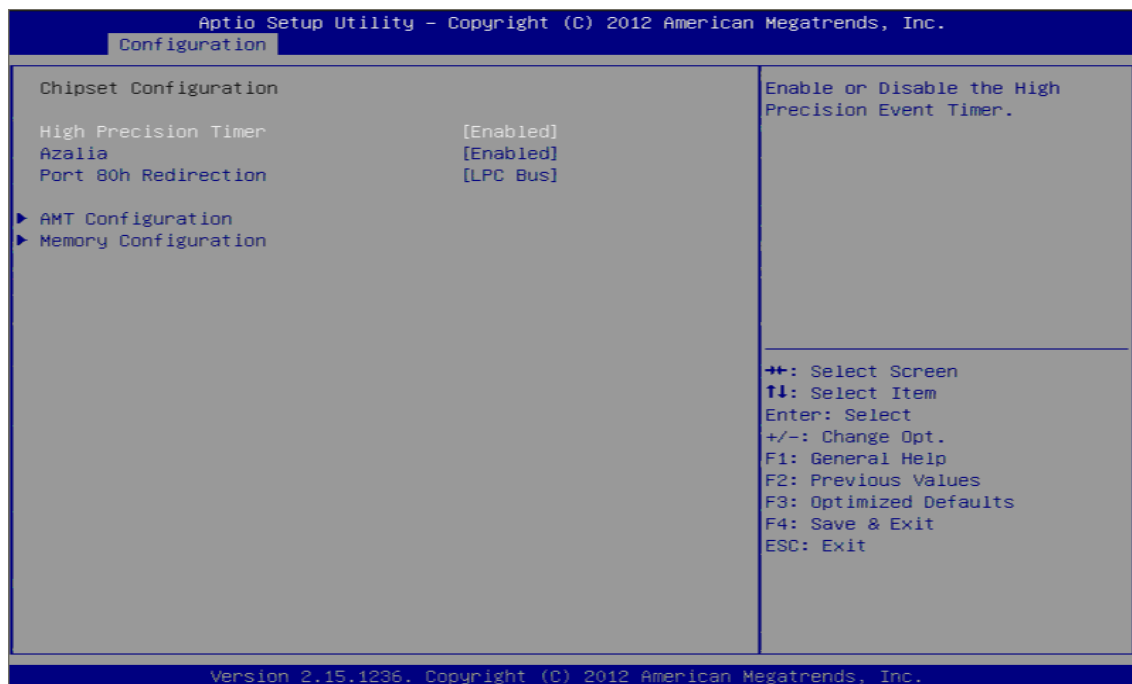 Aptio Setup Utility – Copyright (C) 2012 American Megatrends, Inc.
Configuration
Chipset Configuration
High Precision Timer [Enabled]
Azalia [Enabled]
Port 80h Redirection [LPC Bus]
▶ AMT Configuration
▶ Memory Configuration
Enable or Disable the High
Precision Event Timer.
→←: Select Screen
↑↓: Select Item
Enter: Select
+/-: Change Opt.
F1: General Help
F2: Previous Values
F3: Optimized Defaults
F4: Save & Exit
ESC: Exit
Version 2.15.1236. Copyright (C) 2012 American Megatrends, Inc.